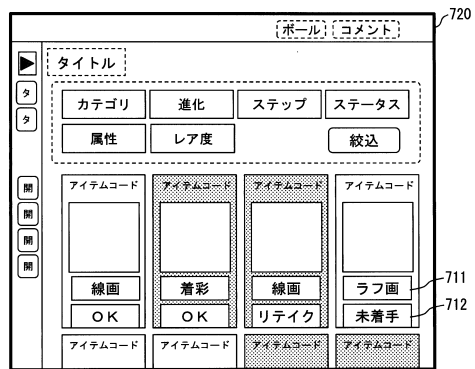 720
ボール コメント
タイトル
タ
タ
カテゴリ 進化 ステップ ステータス
属性 レア度 絞込
開
開
開
開
アイテムコード アイテムコード アイテムコード アイテムコード
線画 着彩 線画 ラフ画 711
OK OK リテイク 未着手 712
アイテムコード アイテムコード アイテムコード アイテムコード